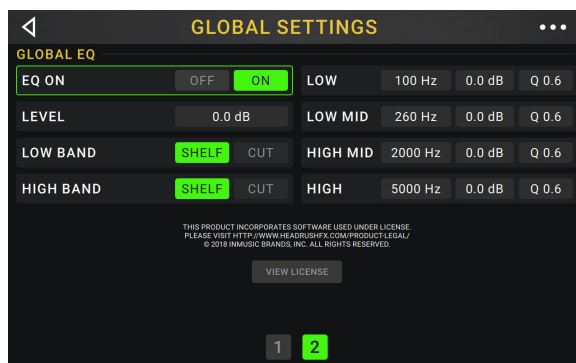 GLOBAL SETTINGS
GLOBAL EQ
EQ ON OFF ON LOW 100 Hz 0.0 dB Q 0.6
LEVEL 0.0 dB LOW MID 260 Hz 0.0 dB Q 0.6
LOW BAND SHELF CUT HIGH MID 2000 Hz 0.0 dB Q 0.6
HIGH BAND SHELF CUT HIGH 5000 Hz 0.0 dB Q 0.6
THIS PRODUCT INCORPORATES SOFTWARE USED UNDER LICENSE.
PLEASE VISIT HTTP://WWW.HEADRUSHFX.COM/PRODUCT-LEGAL/
© 2018 INMUSIC BRANDS, INC. ALL RIGHTS RESERVED.
VIEW LICENSE
1 2